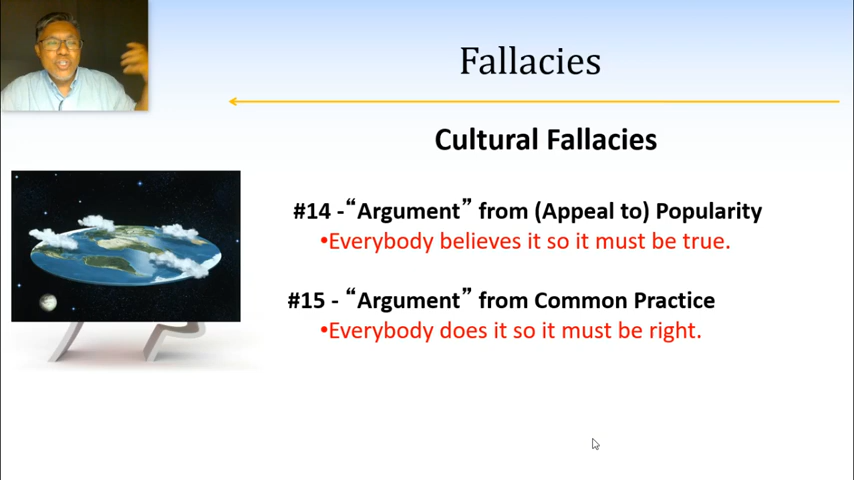 Fallacies
Cultural Fallacies
#14 -“Argument” from (Appeal to) Popularity
•Everybody believes it so it must be true.
#15 - “Argument” from Common Practice
•Everybody does it so it must be right.